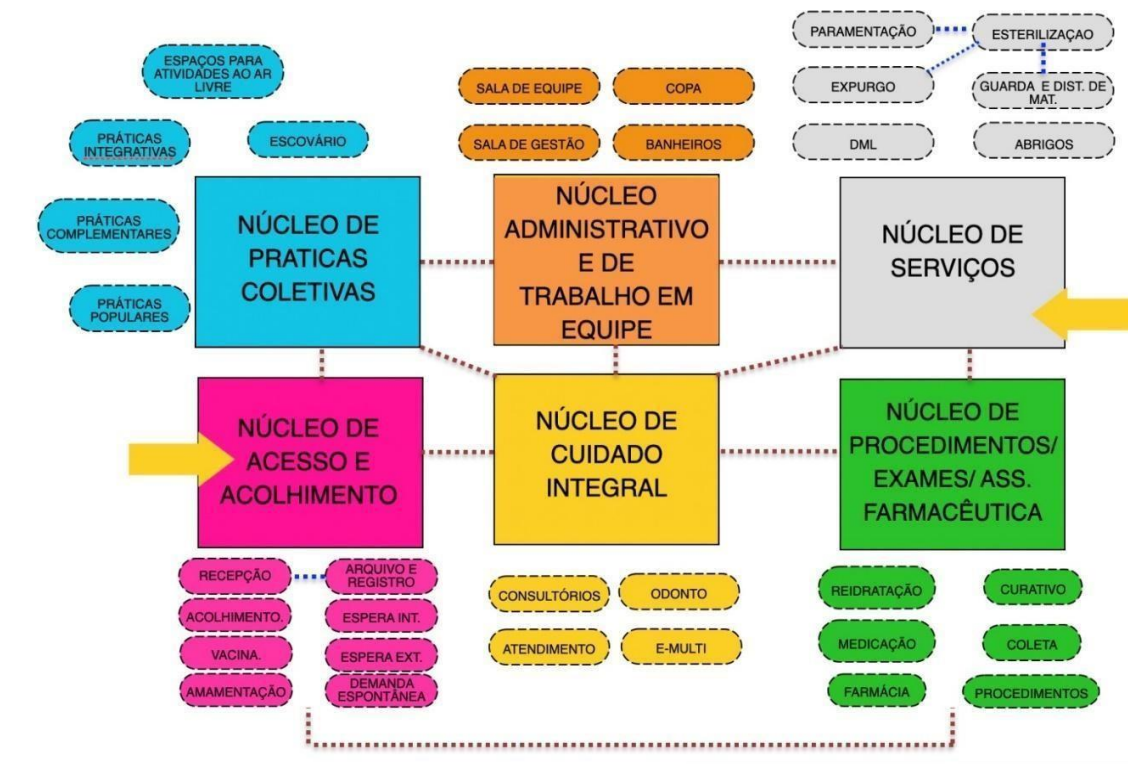 ESPAÇOS PARA
ATIVIDADES AO AR
LIVRE
PRÁTICAS
INTEGRATIVAS
ESCOVÁRIO
PRÁTICAS
COMPLEMENTARES
PRÁTICAS
POPULARES
NÚCLEO DE
PRATICAS
COLETIVAS
SALA DE EQUIPE
COPA
SALA DE GESTÃO
BANHEIROS
NÚCLEO
ADMINISTRATIVO
E DE
TRABALHO EM
EQUIPE
PARAMENTAÇÃO
ESTERILIZAÇAO
EXPURGO
GUARDA E DIST. DE
MAT.
DML
ABRIGOS
NÚCLEO DE
SERVIÇOS
NÚCLEO DE
ACESSO E
ACOLHIMENTO
RECEPÇÃO
ARQUIVO E
REGISTRO
ACOLHIMENTO.
ESPERA INT.
VACINA.
ESPERA EXT.
AMAMENTAÇÃO
DEMANDA
ESPONTÂNEA
NÚCLEO DE
CUIDADO
INTEGRAL
CONSULTÓRIOS
ODONTO
ATENDIMENTO
E-MULTI
NÚCLEO DE
PROCEDIMENTOS/
EXAMES/ ASS.
FARMACÊUTICA
REIDRATAÇÃO
CURATIVO
MEDICAÇÃO
COLETA
FARMÁCIA
PROCEDIMENTOS